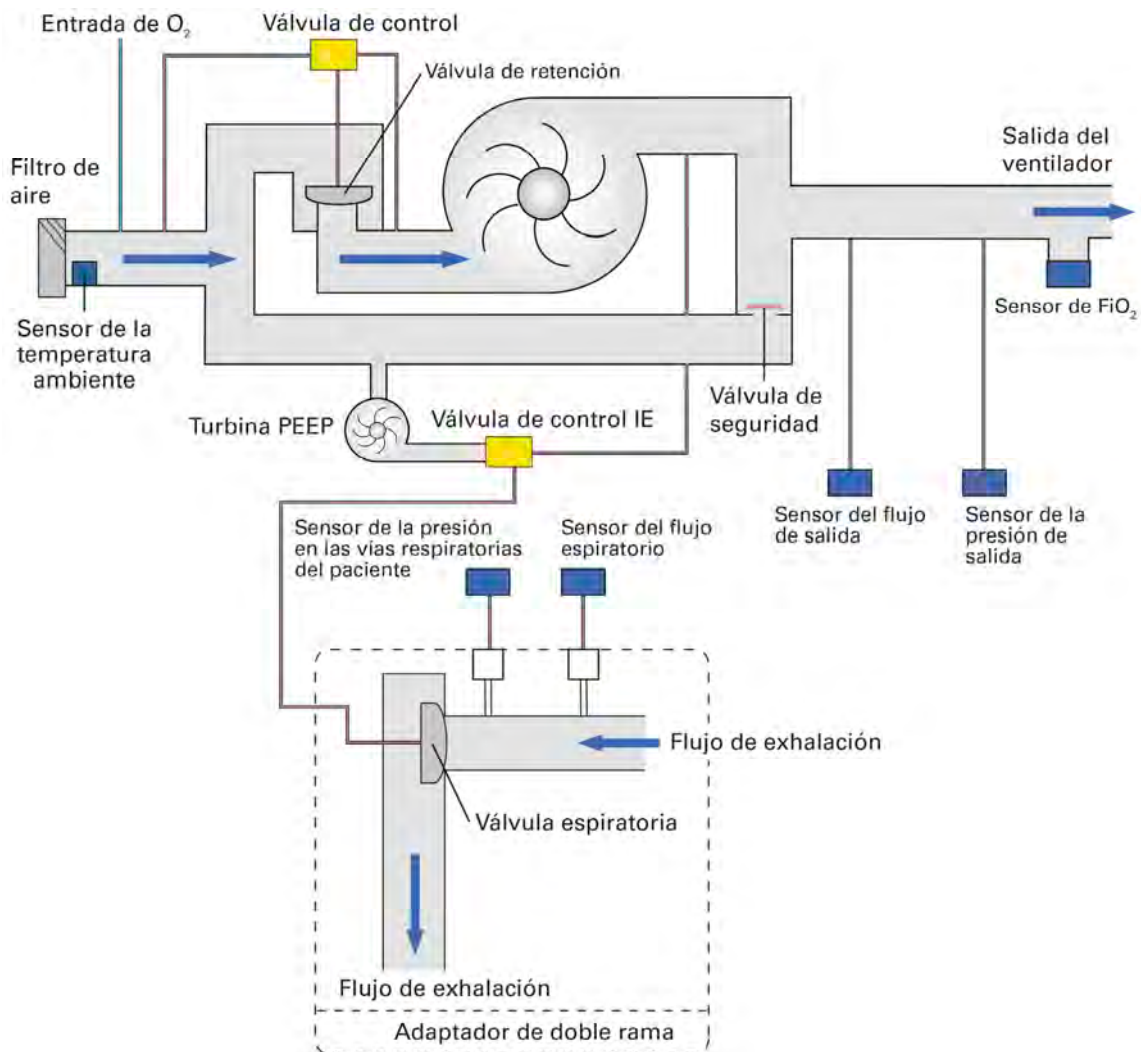 Entrada de O₂
Válvula de control
Válvula de retención
Filtro de
aire
Salida del
ventilador
Sensor de la
temperatura
ambiente
Sensor de FiO₂
Válvula de
seguridad
Turbina PEEP
Válvula de control IE
Sensor del flujo
de salida
Sensor de la
presión de
salida
Sensor de la presión
en las vías respiratorias
del paciente
Sensor del flujo
espiratorio
Flujo de exhalación
Válvula espiratoria
Flujo de exhalación
Adaptador de doble rama